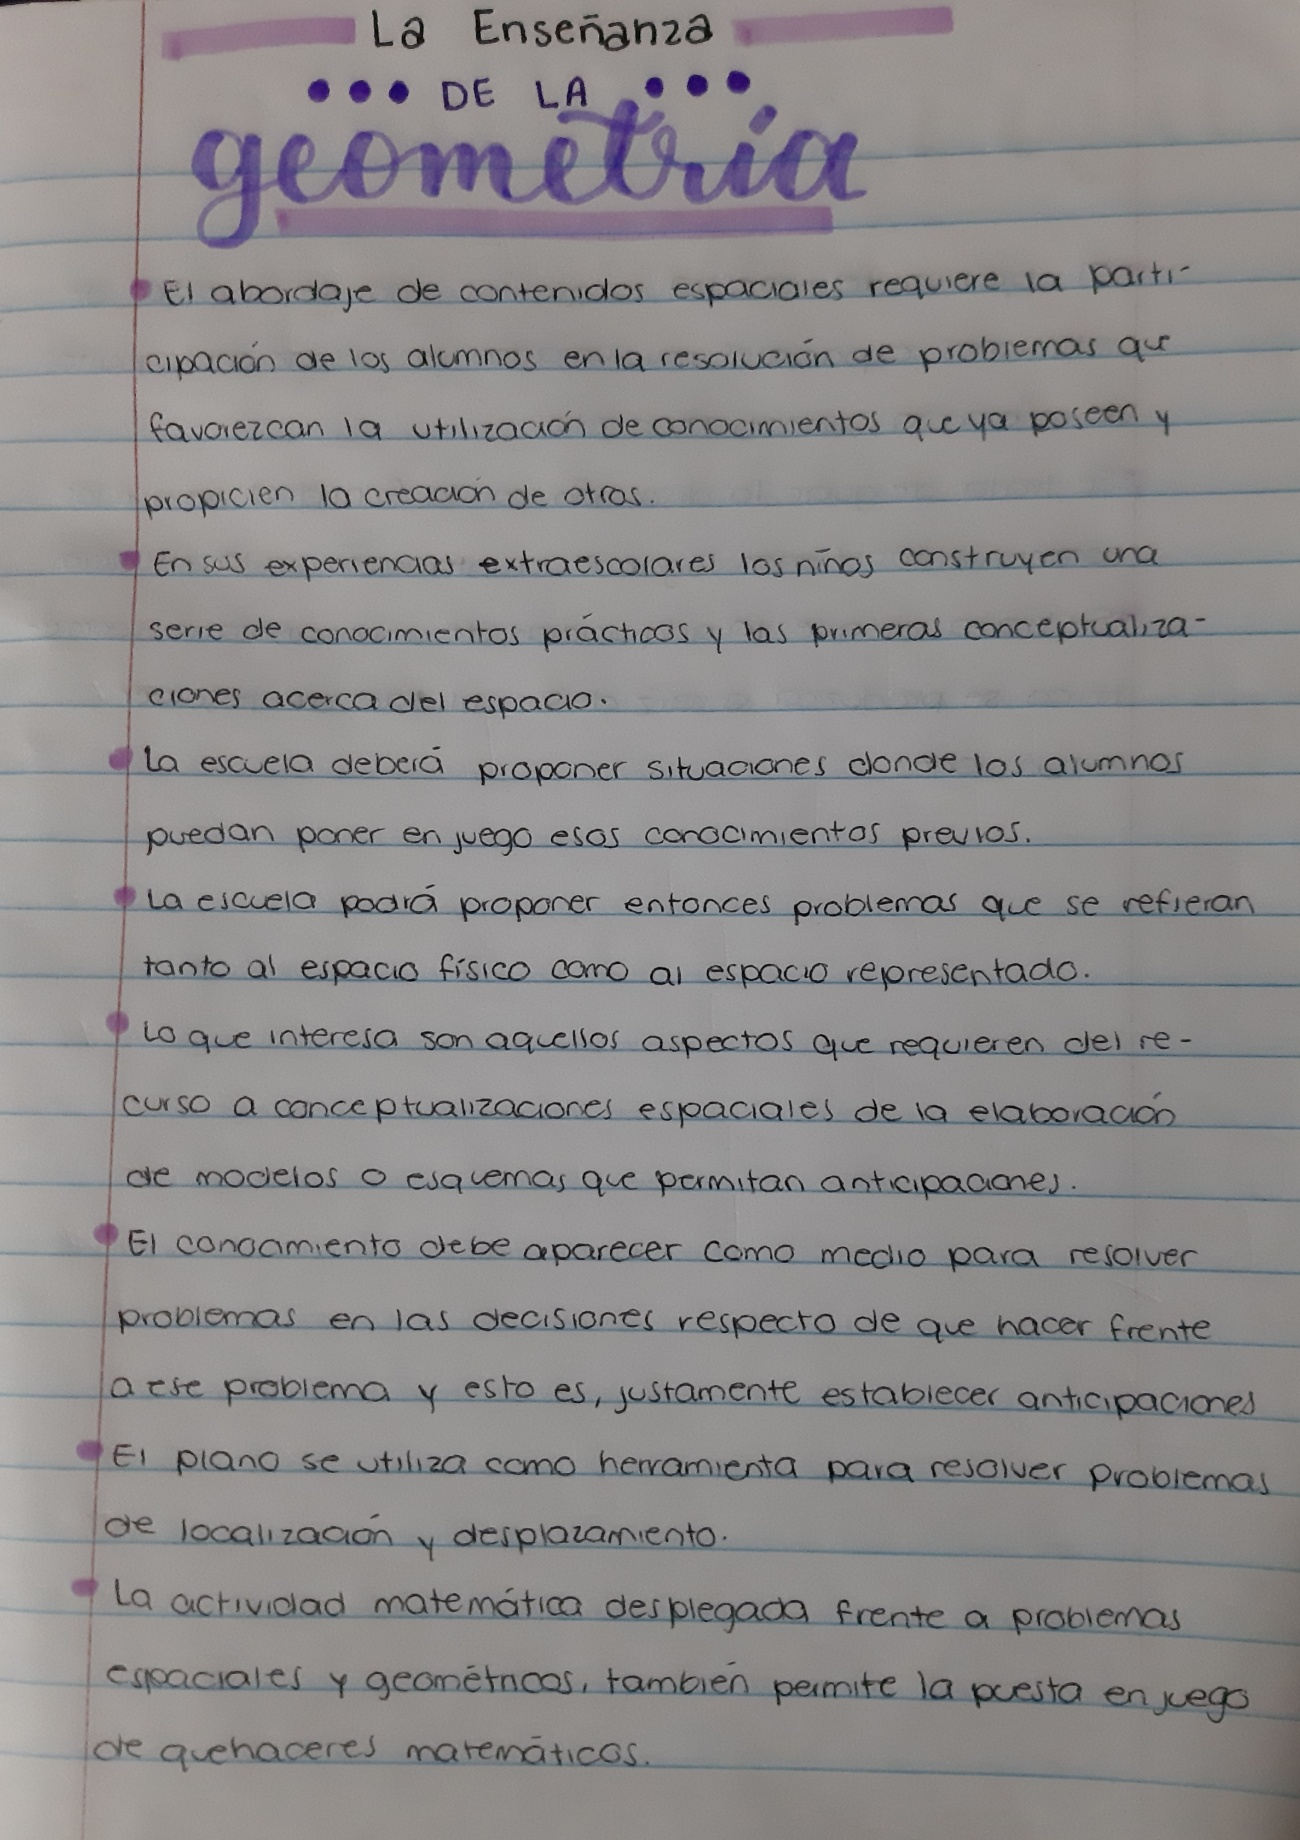 La Enseñanza
DE LA
geometría
El abordaje de contenidos espaciales requiere la parti-
cipación de los alumnos en la resolución de problemas que
favorezcan la utilización de conocimientos que ya poseen y
propicien la creación de otros.
En sus experiencias extraescolares los niños construyen una
serie de conocimientos prácticos y las primeras conceptualiza-
ciones acerca del espacio.
La escuela deberá proponer situaciones donde los alumnos
puedan poner en juego esos conocimientos previos.
La escuela podrá proponer entonces problemas que se refieran
tanto al espacio físico como al espacio representado.
Lo que interesa son aquellos aspectos que requieren del re-
curso a conceptualizaciones espaciales de la elaboración
de modelos o esquemas que permitan anticipaciones.
El conocimiento debe aparecer como medio para resolver
problemas en las decisiones respecto de que hacer frente
a ese problema y esto es, justamente establecer anticipaciones
El plano se utiliza como herramienta para resolver problemas
de localización y desplazamiento.
La actividad matemática desplegada frente a problemas
espaciales y geométricos, también permite la puesta en juego
de quehaceres matemáticos.